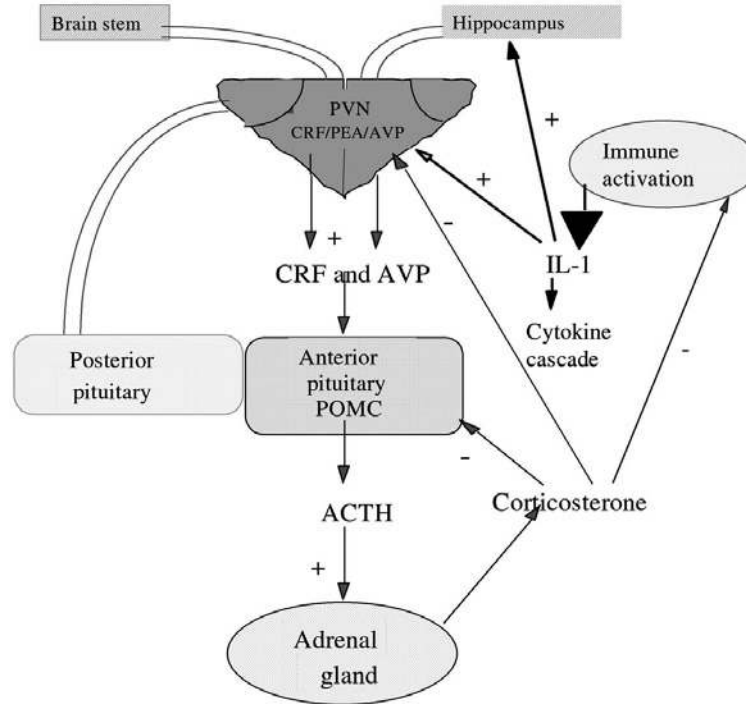 Brain stem
Hippocampus
PVN
CRF/PEA/AVP
+
Immune
activation
+
-
+
IL-1
CRF and AVP
Cytokine
cascade
-
Posterior
pituitary
Anterior
pituitary
POMC
-
Corticosterone
ACTH
+
Adrenal
gland